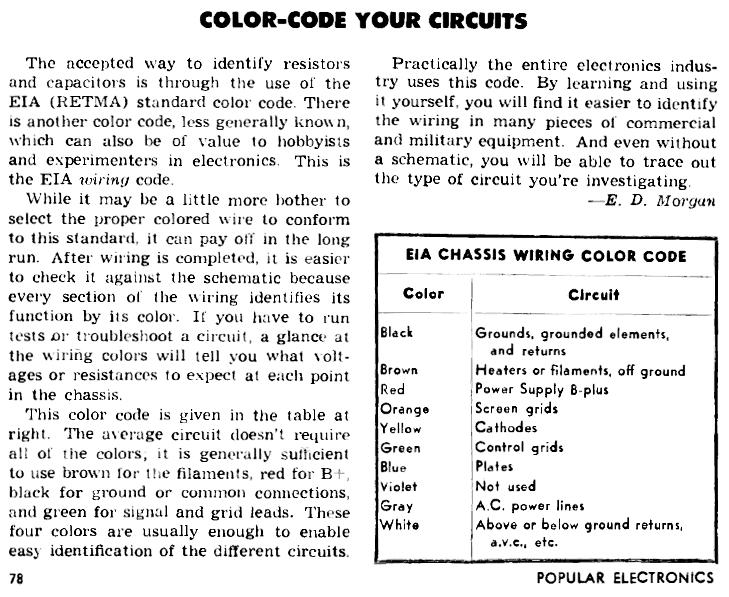 COLOR-CODE YOUR CIRCUITS
The accepted way to identify resistors
and capacitors is through the use of the
EIA (RETMA) standard color code. There
is another color code, less generally known,
which can also be of value to hobbyists
and experimenters in electronics. This is
the EIA wiring code.
While it may be a little more bother to
select the proper colored wire to conform
to this standard, it can pay off in the long
run. After wiring is completed, it is easier
to check it against the schematic because
every section of the wiring identifies its
function by its color. If you have to run
tests or troubleshoot a circuit, a glance at
the wiring colors will tell you what volt-
ages or resistances to expect at each point
in the chassis.
This color code is given in the table at
right. The average circuit doesn't require
all of the colors, it is generally sufficient
to use brown for the filaments, red for B+,
black for ground or common connections,
and green for signal and grid leads. These
four colors are usually enough to enable
easy identification of the different circuits.
Practically the entire electronics indus-
try uses this code. By learning and using
it yourself, you will find it easier to identify
the wiring in many pieces of commercial
and military equipment. And even without
a schematic, you will be able to trace out
the type of circuit you're investigating.
—E. D. Morgan
EIA CHASSIS WIRING COLOR CODE
Color Circuit
Black Grounds, grounded elements,
and returns
Brown Heaters or filaments, off ground
Red Power Supply B-plus
Orange Screen grids
Yellow Cathodes
Green Control grids
Blue Plates
Violet Not used
Gray A.C. power lines
White Above or below ground returns,
a.v.c., etc.
78 POPULAR ELECTRONICS